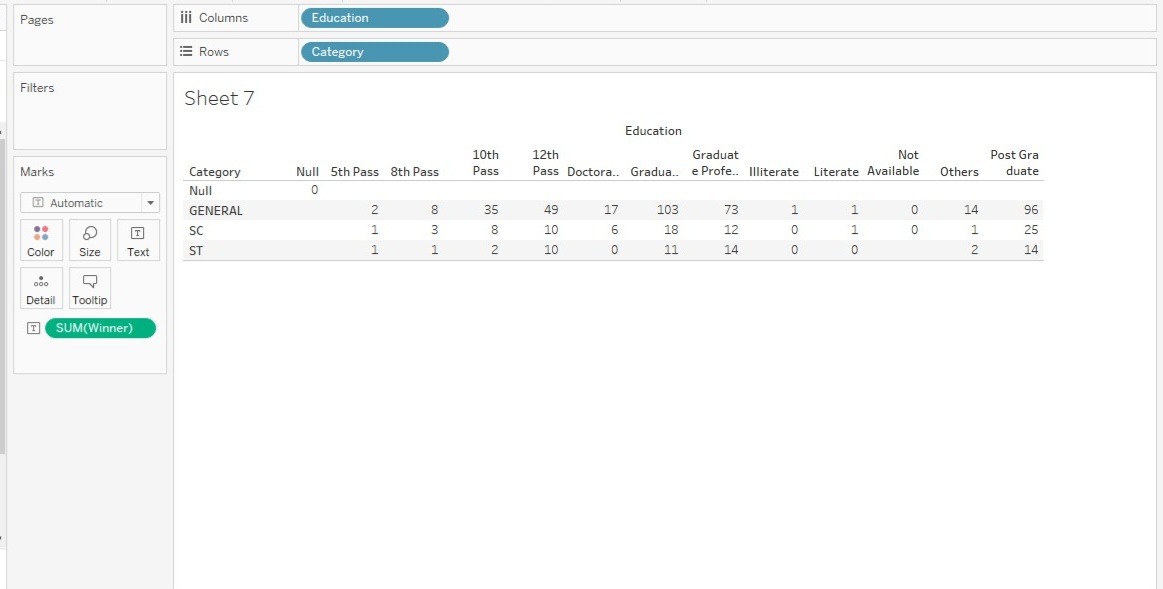 Pages
Columns Education
Rows Category
Filters
Sheet 7
Education
Category Null 5th Pass 8th Pass 10th Pass 12th Pass Doctora.. Gradua.. Graduat e Profe.. Illiterate Literate Not Available Others Post Gra duate
Null 0
GENERAL 2 8 35 49 17 103 73 1 1 0 14 96
SC 1 3 8 10 6 18 12 0 1 0 1 25
ST 1 1 2 10 0 11 14 0 0 2 14
Marks
T Automatic
Color Size T Text
Detail Tooltip
T SUM(Winner)